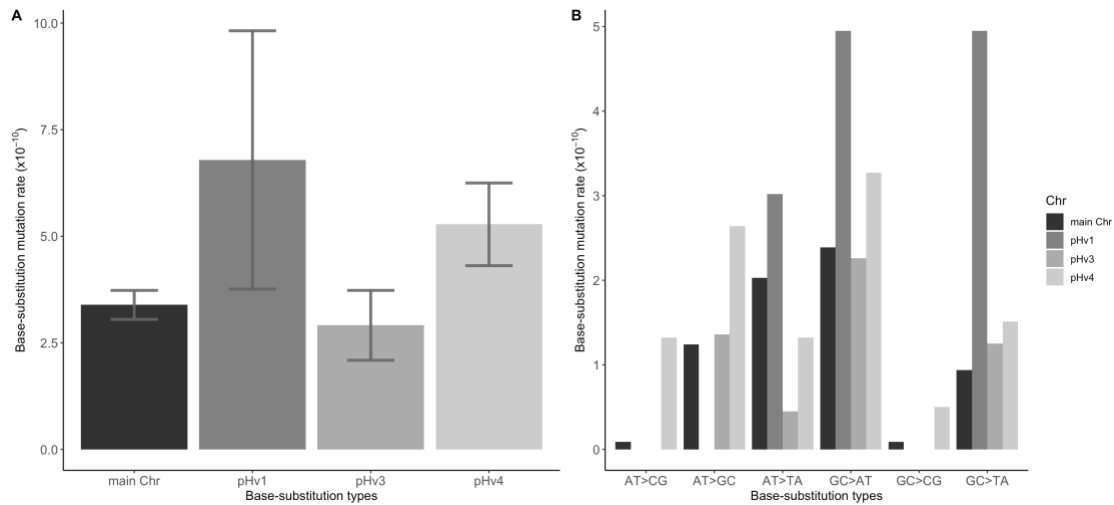 A
Base-substitution mutation rate (x10⁻¹⁰)
10.0
7.5
5.0
2.5
0.0
main Chr pHv1 pHv3 pHv4
Base-substitution types
B
Base-substitution mutation rate (x10⁻¹⁰)
5
4
3
2
1
0
AT>CG AT>GC AT>TA GC>AT GC>CG GC>TA
Base-substitution types
Chr
main Chr
pHv1
pHv3
pHv4